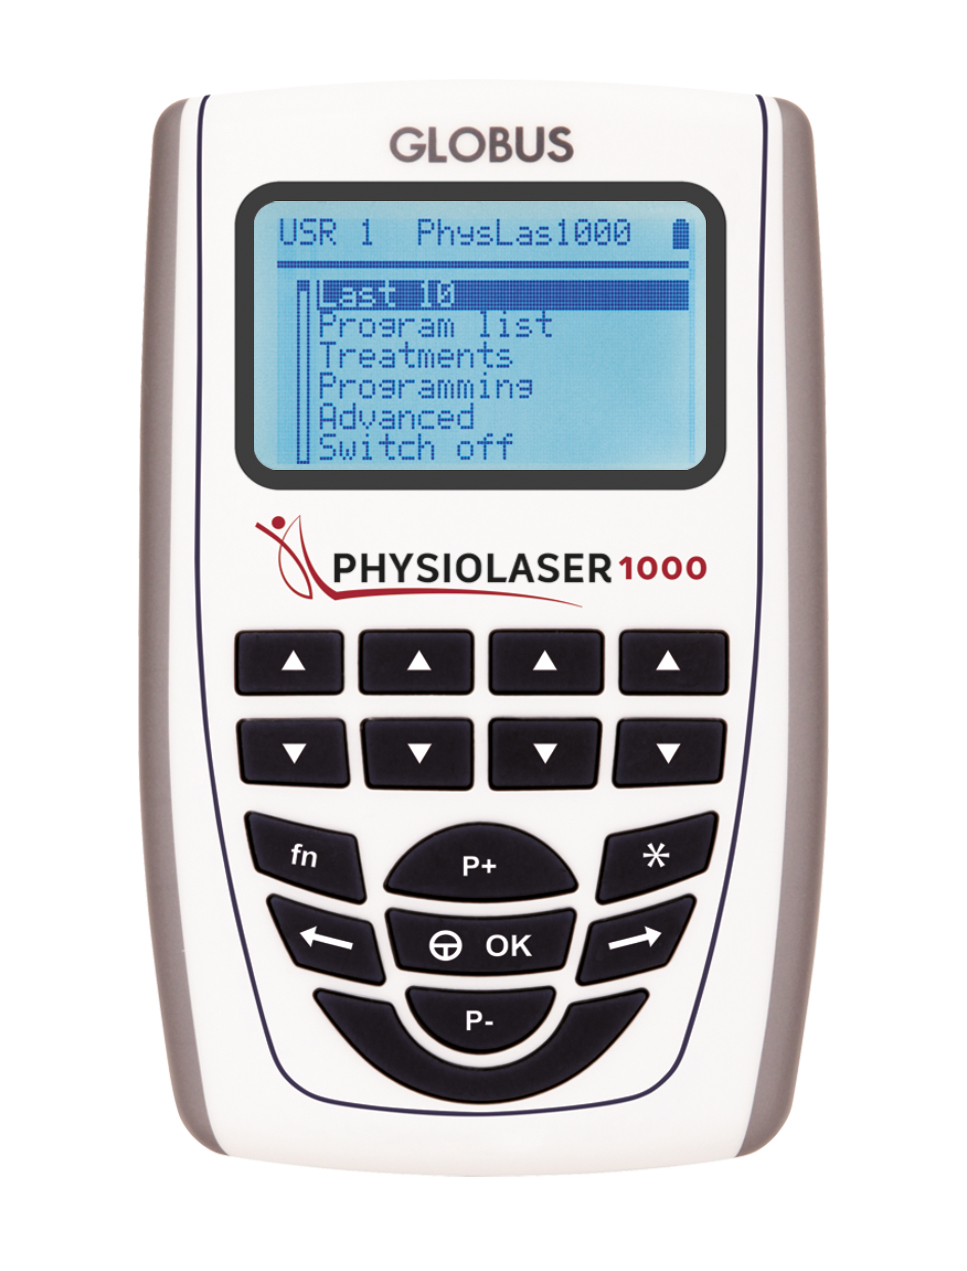 GLOBUS
USR 1 PhysLas1000
Last 10
Program list
Treatments
Programming
Advanced
Switch off
PHYSIOLASER 1000
fn
P+
*
OK
P-